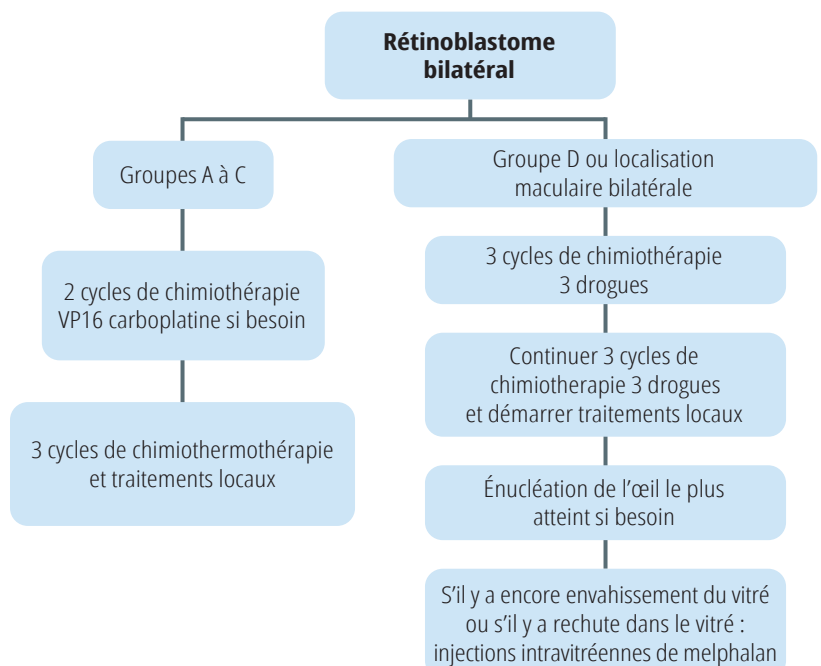 Rétinoblastome
bilatéral
Groupes A à C
2 cycles de chimiothérapie
VP16 carboplatine si besoin
3 cycles de chimiothermothérapie
et traitements locaux
Groupe D ou localisation
maculaire bilatérale
3 cycles de chimiothérapie
3 drogues
Continuer 3 cycles de
chimiotherapie 3 drogues
et démarrer traitements locaux
Énucléation de l’œil le plus
atteint si besoin
S’il y a encore envahissement du vitré
ou s’il y a rechute dans le vitré :
injections intravitréennes de melphalan